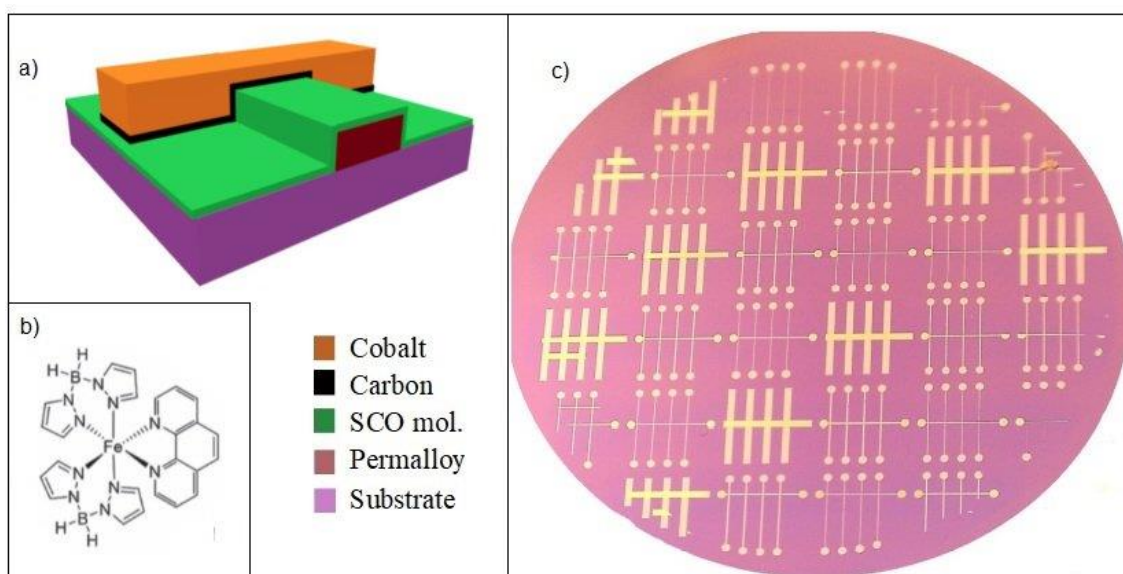 a)
c)
b)
H
H B N
N N
N N
Fe
N N
N N
B N
H H
Cobalt
Carbon
SCO mol.
Permalloy
Substrate